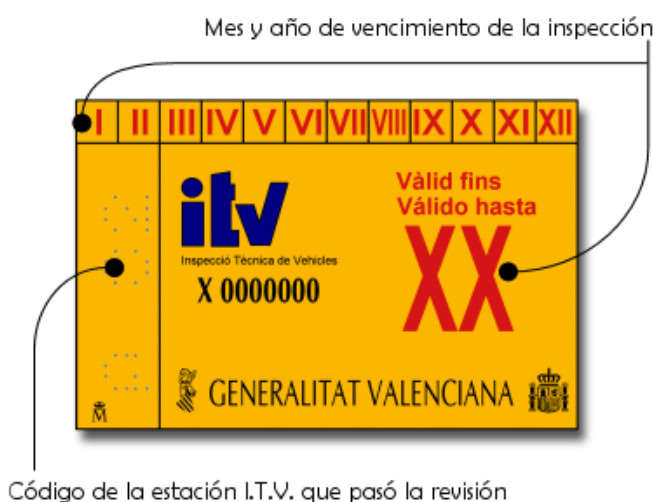 Mes y año de vencimiento de la inspección
I II III IV V VI VII VIII IX X XI XII
itv
Inspecció Tècnica de Vehicles
X 0000000
Vàlid fins
Válido hasta
XX
M
GENERALITAT VALENCIANA
Código de la estación I.T.V. que pasó la revisión